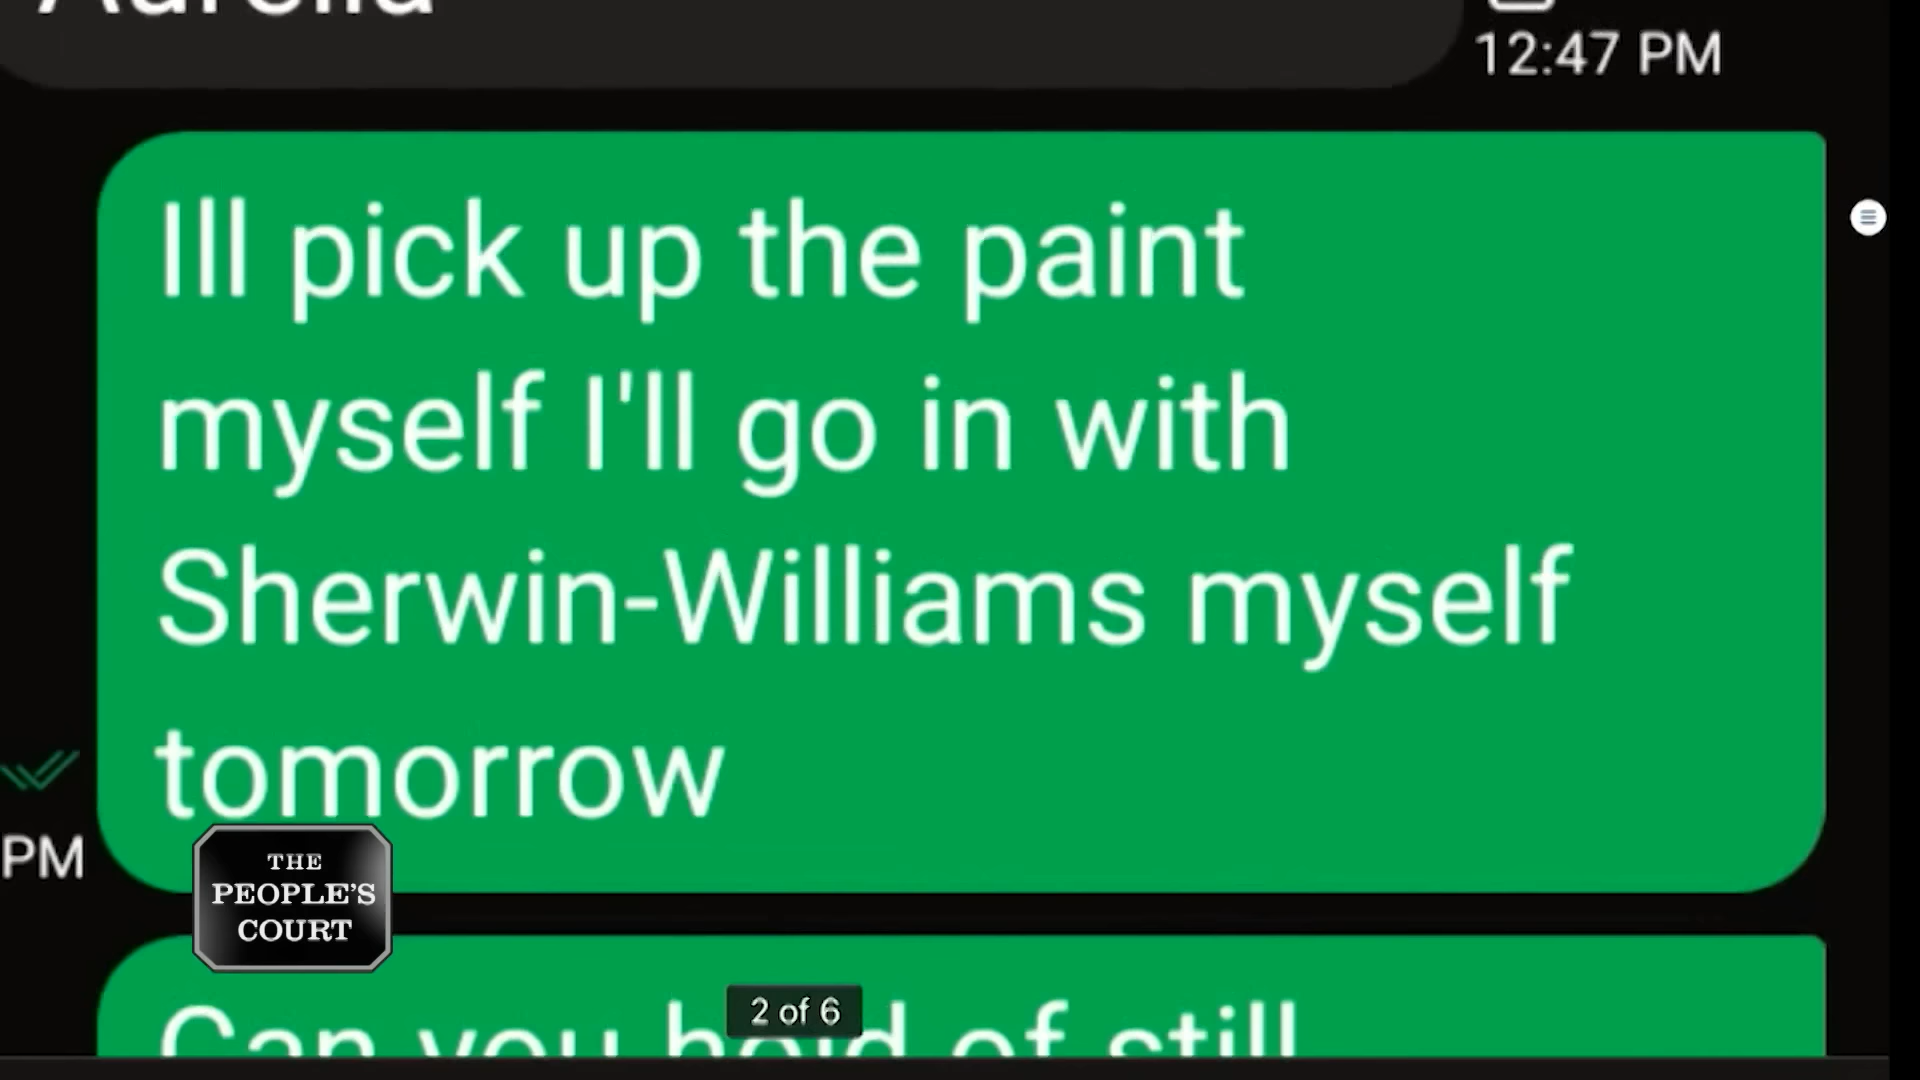 Aurelia
12:47 PM
Ill pick up the paint
myself I'll go in with
Sherwin-Williams myself
tomorrow
PM
THE
PEOPLE'S
COURT
Can you hold of still
2 of 6